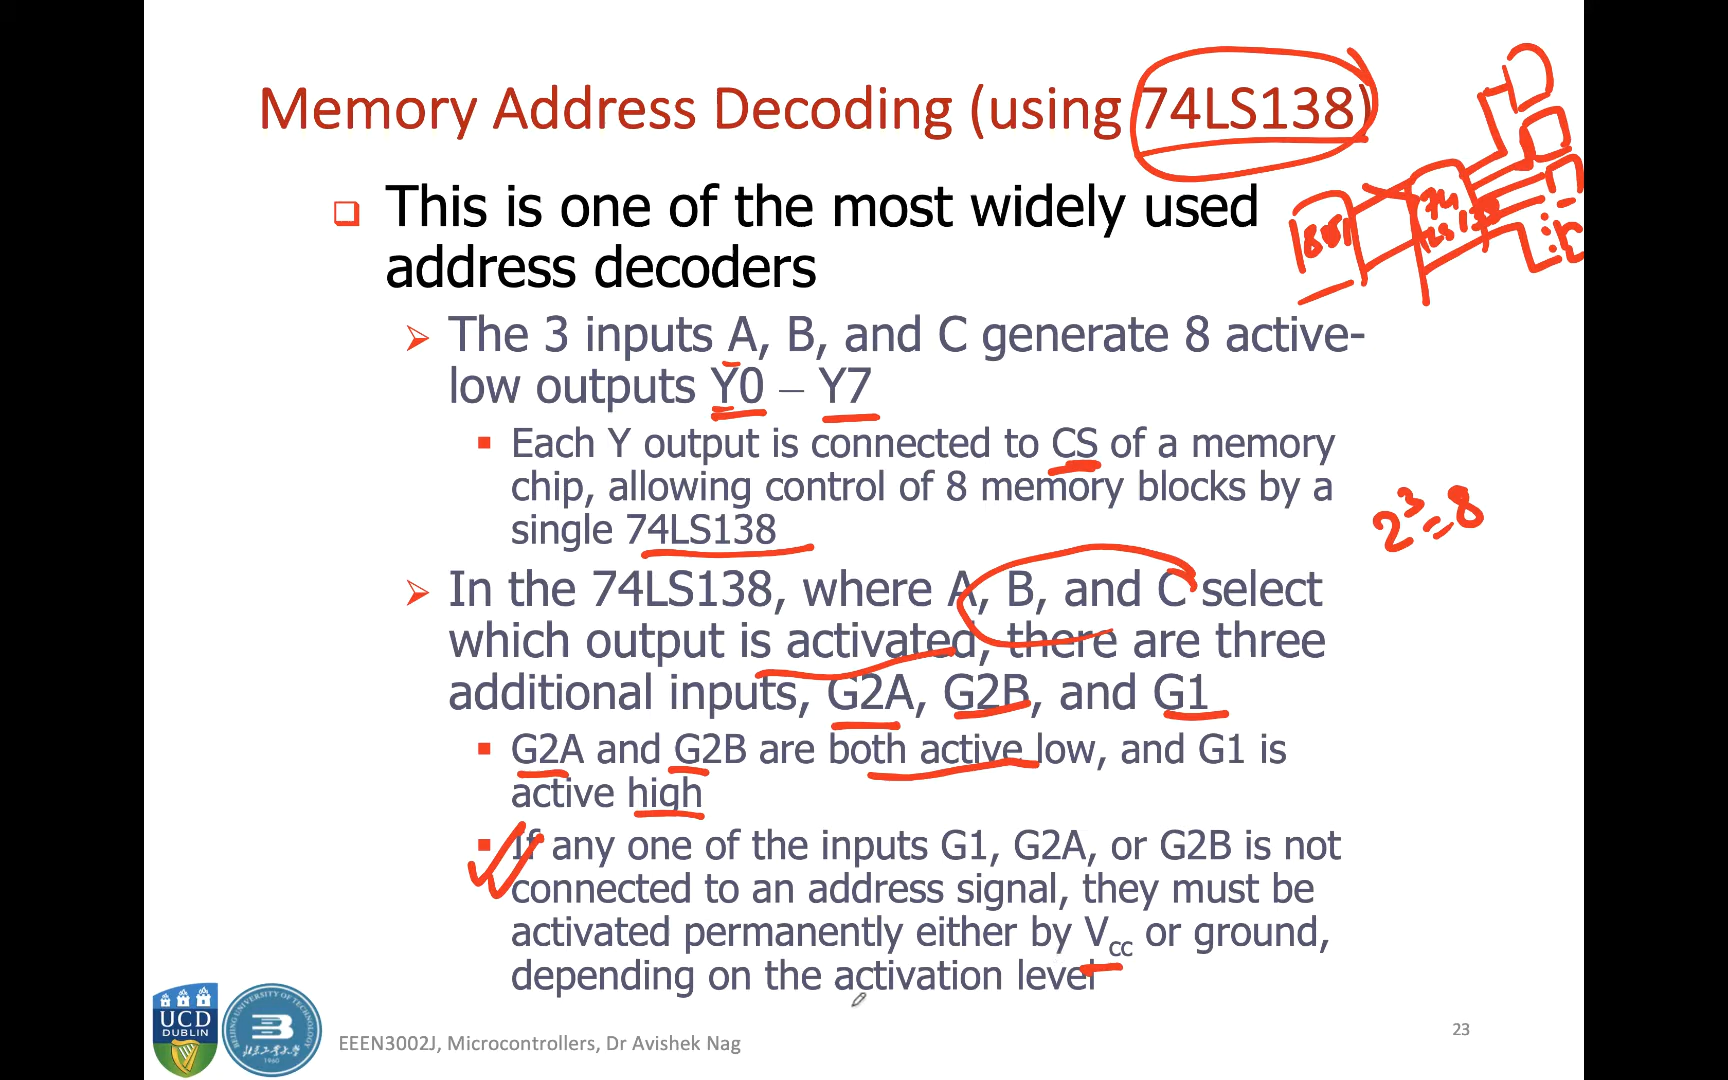 Memory Address Decoding (using 74LS138)
This is one of the most widely used
address decoders
The 3 inputs A, B, and C generate 8 active-
low outputs Y0 – Y7
Each Y output is connected to CS of a memory
chip, allowing control of 8 memory blocks by a
single 74LS138
2³=8
In the 74LS138, where A, B, and C select
which output is activated, there are three
additional inputs, G2A, G2B, and G1
G2A and G2B are both active low, and G1 is
active high
If any one of the inputs G1, G2A, or G2B is not
connected to an address signal, they must be
activated permanently either by Vcc or ground,
depending on the activation level
UCD
DUBLIN
BEIJING UNIVERSITY OF TECHNOLOGY
1960
EEEN3002J, Microcontrollers, Dr Avishek Nag
23